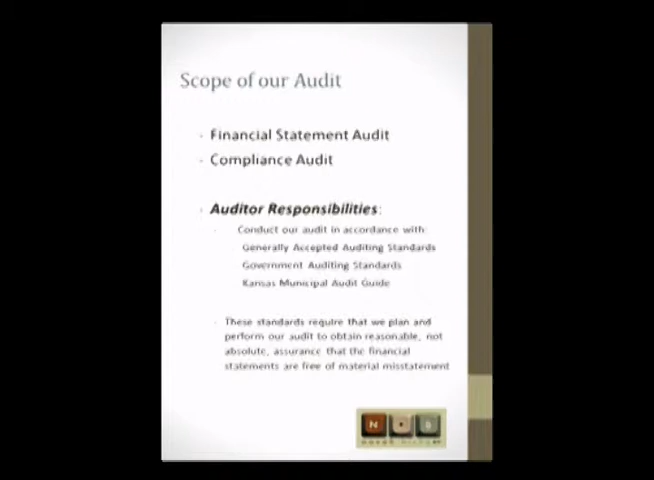 Scope of our Audit
Financial Statement Audit
Compliance Audit
Auditor Responsibilities:
Conduct our audit in accordance with:
Generally Accepted Auditing Standards
Government Auditing Standards
Kansas Municipal Audit Guide
These standards require that we plan and
perform our audit to obtain reasonable, not
absolute, assurance that the financial
statements are free of material misstatement
N